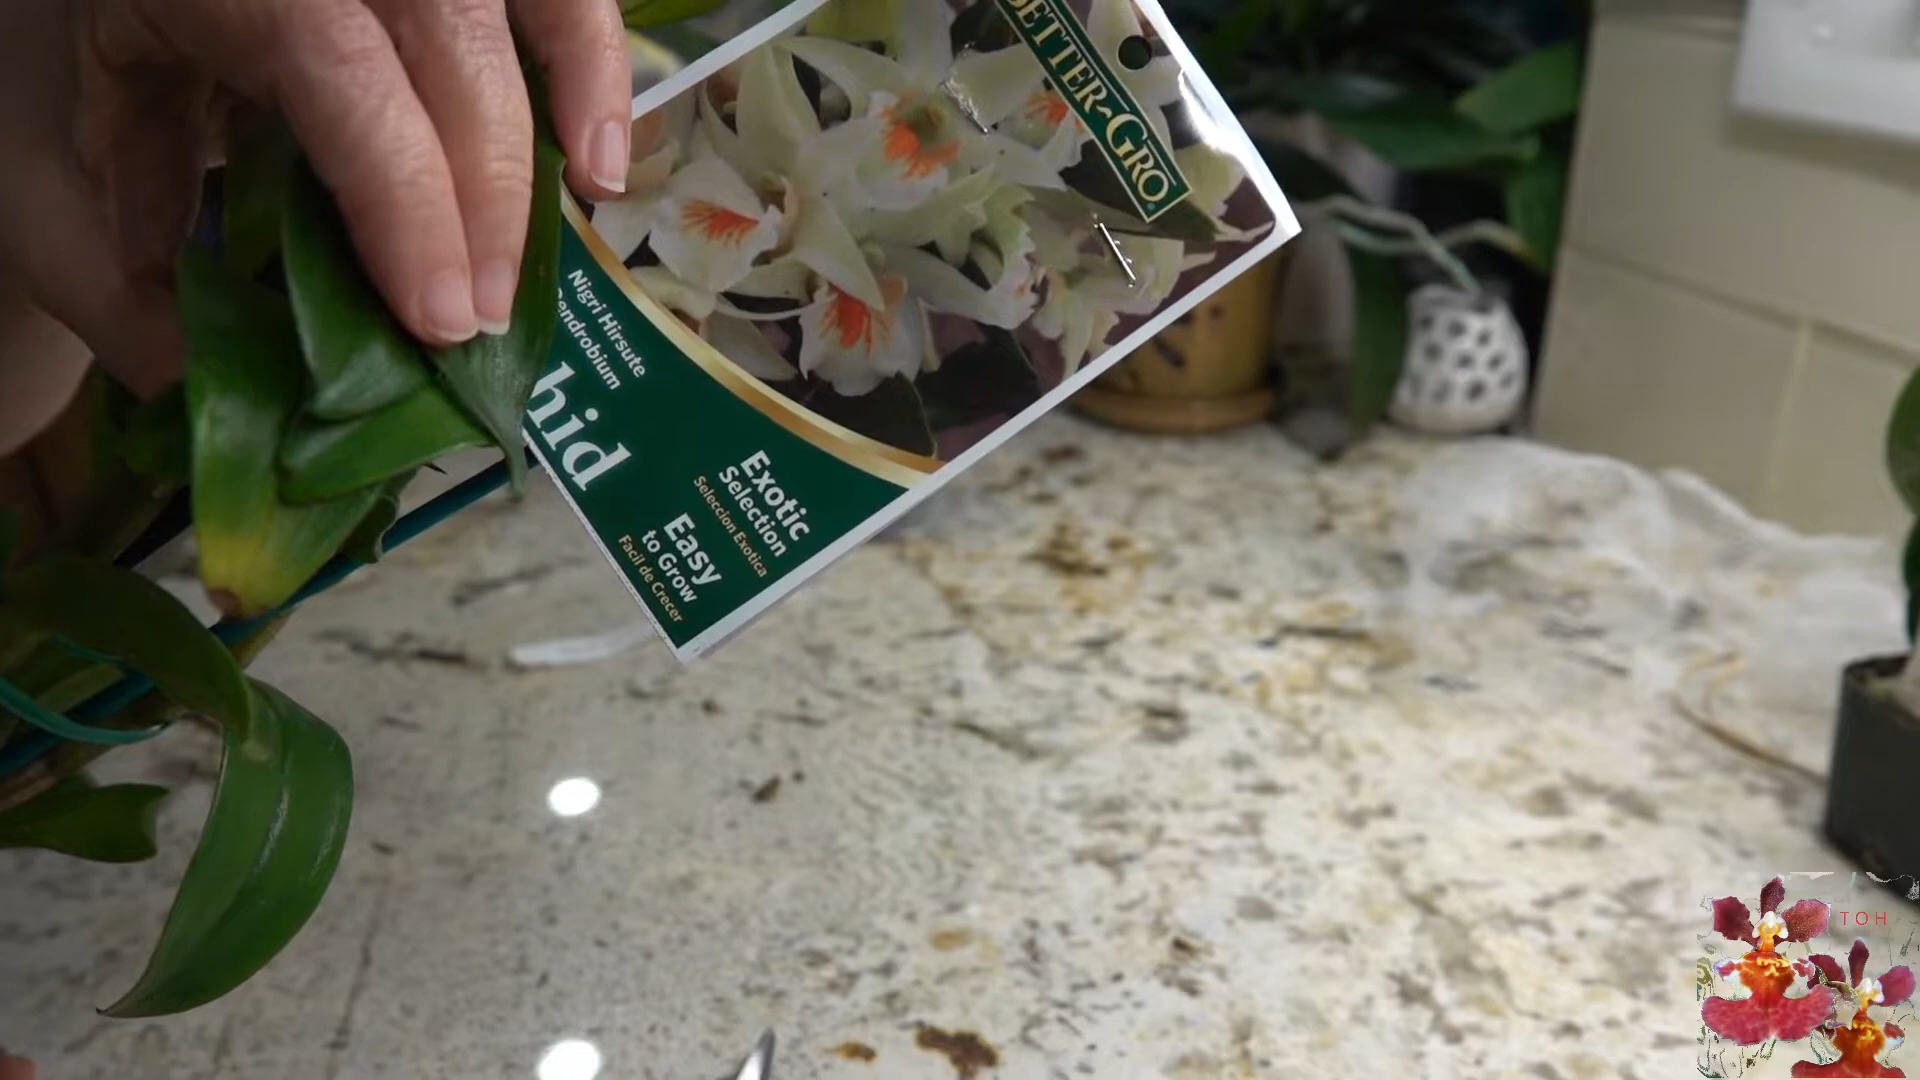 BETTER-GRO
Nigri Hirsute
Dendrobium
hid
Exotic
Selection
Seleccion Exotica
Easy
to Grow
Facil de Crecer
TOH